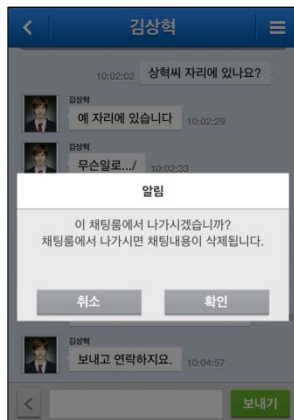 김상혁
10:02:02 상혁씨 자리에 있나요?
김상혁
예 자리에 있습니다 10:02:29
김상혁
무슨일로.../ 10:02:33
알림
이 채팅룸에서 나가시겠습니까?
채팅룸에서 나가시면 채팅내용이 삭제됩니다.
취소 확인
김상혁
보내고 연락하지요. 10:04:57
보내기